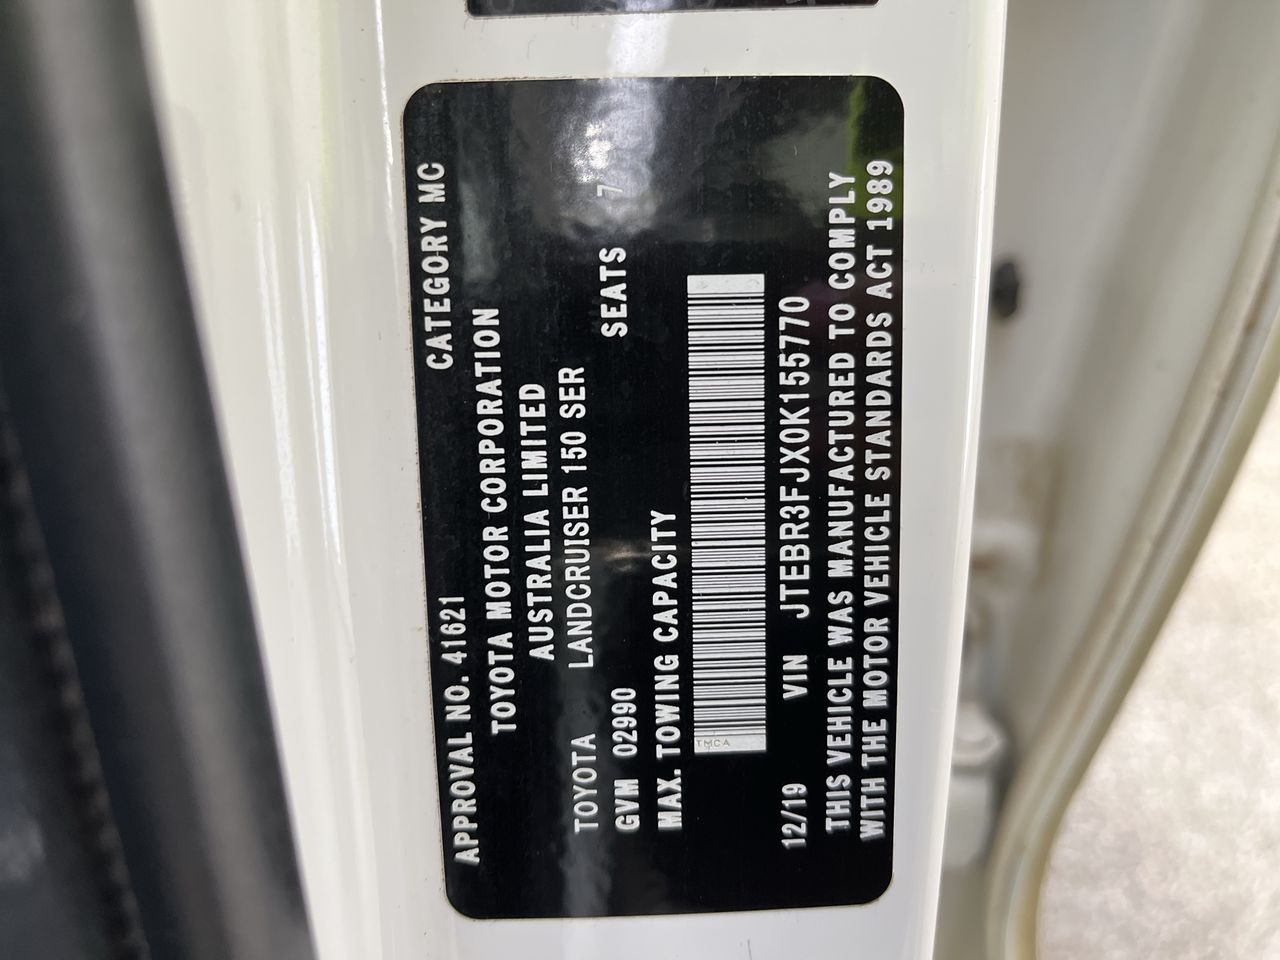 APPROVAL NO. 41621 CATEGORY MC
TOYOTA MOTOR CORPORATION
AUSTRALIA LIMITED
TOYOTA LANDCRUISER 150 SER
GVM 02990 SEATS 7
MAX. TOWING CAPACITY
TMCA
12/19 VIN JTEBR3FJX0K155770
THIS VEHICLE WAS MANUFACTURED TO COMPLY
WITH THE MOTOR VEHICLE STANDARDS ACT 1989